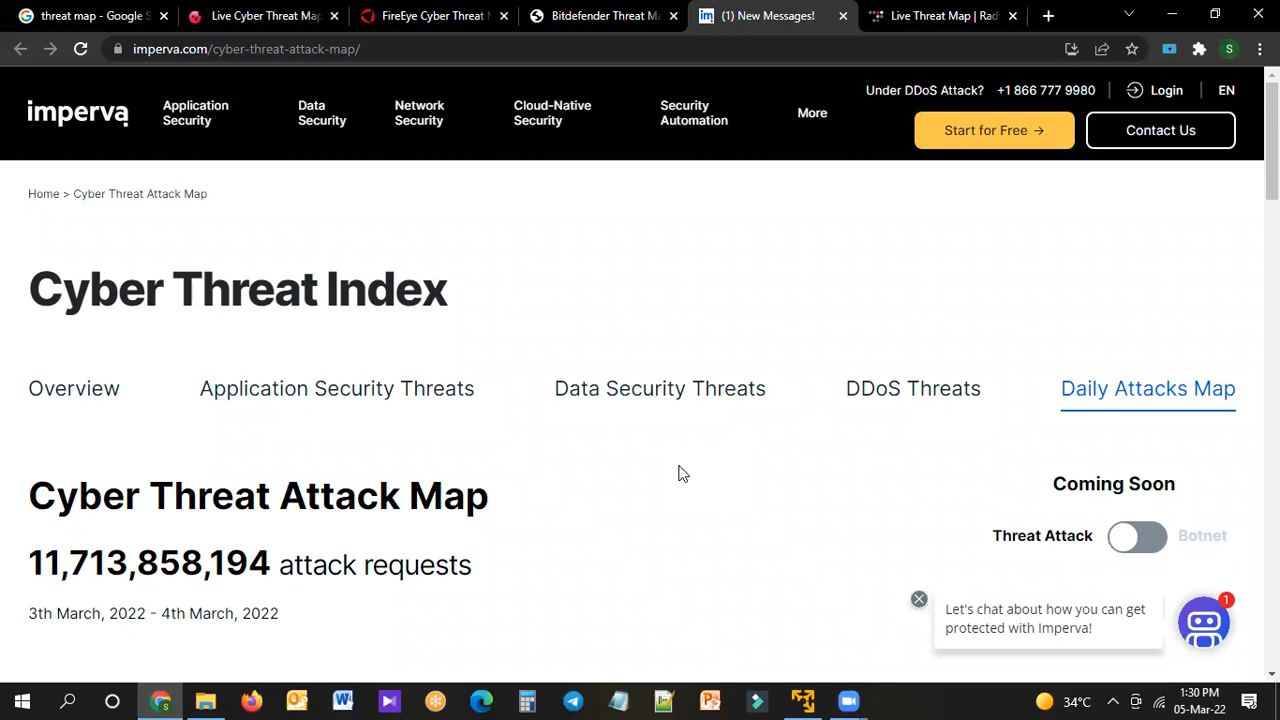 threat map - Google S
Live Cyber Threat Map
FireEye Cyber Threat M
Bitdefender Threat Ma
(1) New Messages!
Live Threat Map | Rad
imperva.com/cyber-threat-attack-map/
S
Under DDoS Attack? +1 866 777 9980 | Login | EN
imperva
Application Security
Data Security
Network Security
Cloud-Native Security
Security Automation
More
Start for Free →
Contact Us
Home > Cyber Threat Attack Map
Cyber Threat Index
Overview
Application Security Threats
Data Security Threats
DDoS Threats
Daily Attacks Map
Cyber Threat Attack Map
Coming Soon
Threat Attack
Botnet
11,713,858,194 attack requests
3th March, 2022 - 4th March, 2022
Let's chat about how you can get
protected with Imperva!
1
34°C
1:30 PM
05-Mar-22